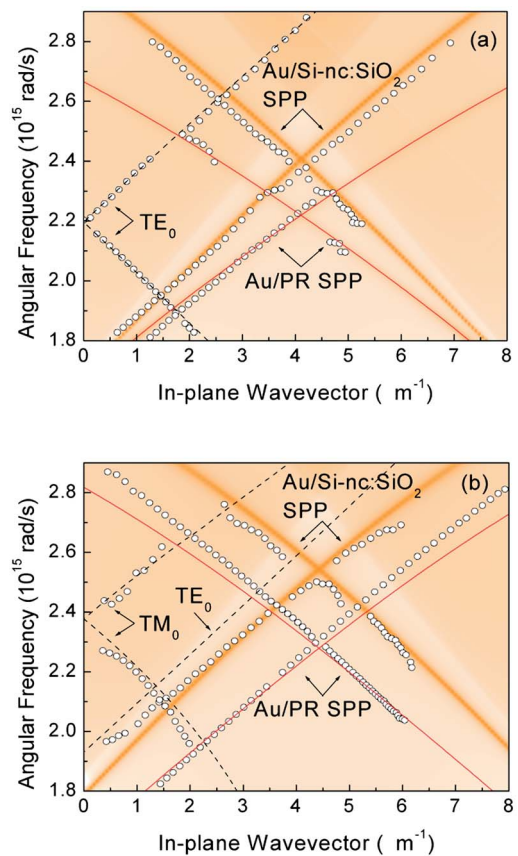 (a)
2.8
2.6
2.4
2.2
2.0
1.8
Angular Frequency (10^15 rad/s)
Au/Si-nc:SiO2
SPP
TE0
Au/PR SPP
0 1 2 3 4 5 6 7 8
In-plane Wavevector ( m^-1)
(b)
2.8
2.6
2.4
2.2
2.0
1.8
Angular Frequency (10^15 rad/s)
Au/Si-nc:SiO2
SPP
TE0
TM0
Au/PR SPP
0 1 2 3 4 5 6 7 8
In-plane Wavevector ( m^-1)